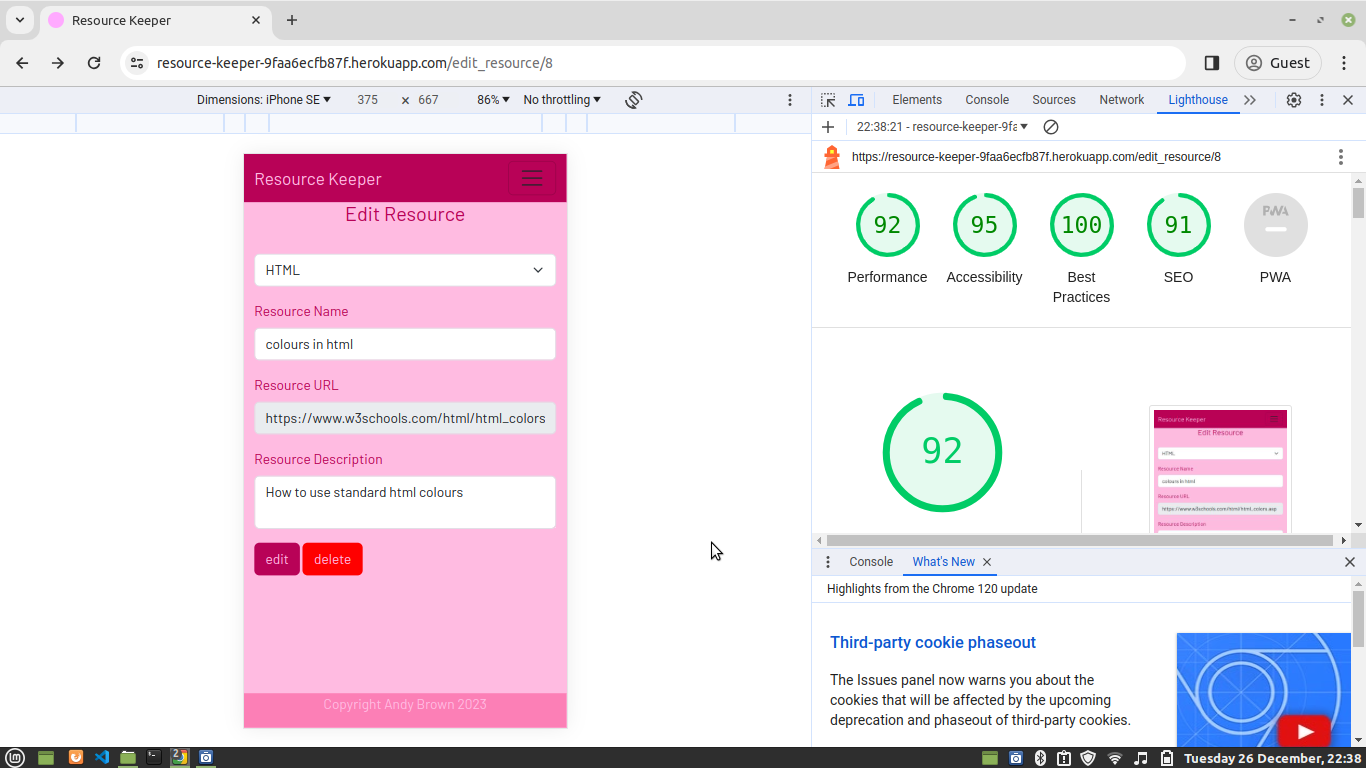 Resource Keeper
resource-keeper-9faa6ecfb87f.herokuapp.com/edit_resource/8
Guest
Dimensions: iPhone SE
375 × 667
86%
No throttling
Elements
Console
Sources
Network
Lighthouse
22:38:21 - resource-keeper-9fa
https://resource-keeper-9faa6ecfb87f.herokuapp.com/edit_resource/8
Resource Keeper
Edit Resource
HTML
Resource Name
colours in html
Resource URL
https://www.w3schools.com/html/html_colors
Resource Description
How to use standard html colours
edit
delete
Copyright Andy Brown 2023
92
Performance
95
Accessibility
100
Best
Practices
91
SEO
PWA
PWA
92
Resource Keeper
Edit Resource
HTML
Resource Name
colours in html
Resource URL
https://www.w3schools.com/html/html_colors.asp
Resource Description
Console
What's New
Highlights from the Chrome 120 update
Third-party cookie phaseout
The Issues panel now warns you about the
cookies that will be affected by the upcoming
deprecation and phaseout of third-party cookies.
2
Tuesday 26 December, 22:38